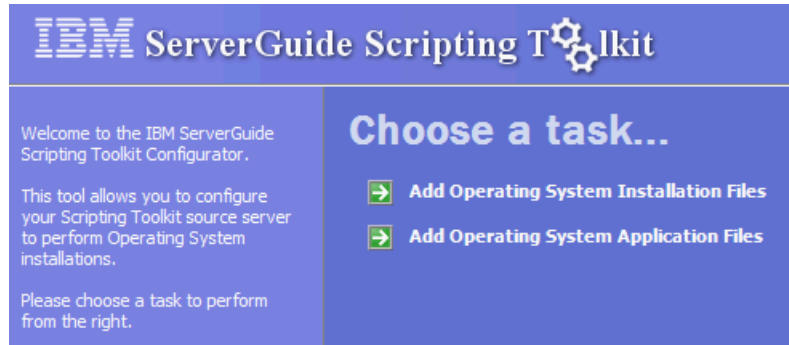 IBM ServerGuide Scripting Toolkit
Welcome to the IBM ServerGuide
Scripting Toolkit Configurator.
This tool allows you to configure
your Scripting Toolkit source server
to perform Operating System
installations.
Please choose a task to perform
from the right.
Choose a task...
Add Operating System Installation Files
Add Operating System Application Files